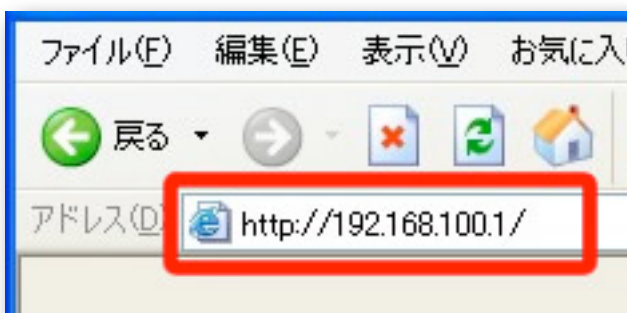 ファイル(F) 編集(E) 表示(V) お気に入
戻る
アドレス(D) http://192.168.100.1/